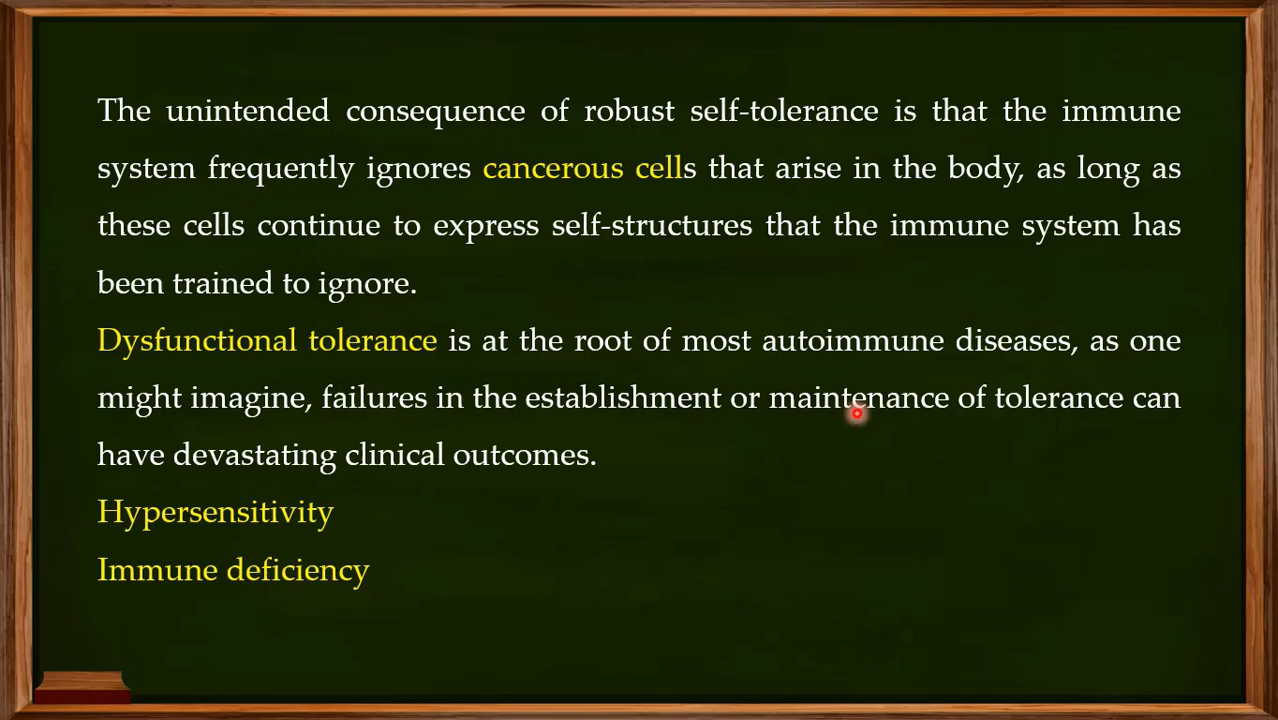 The unintended consequence of robust self-tolerance is that the immune
system frequently ignores cancerous cells that arise in the body, as long as
these cells continue to express self-structures that the immune system has
been trained to ignore.
Dysfunctional tolerance is at the root of most autoimmune diseases, as one
might imagine, failures in the establishment or maintenance of tolerance can
have devastating clinical outcomes.
Hypersensitivity
Immune deficiency